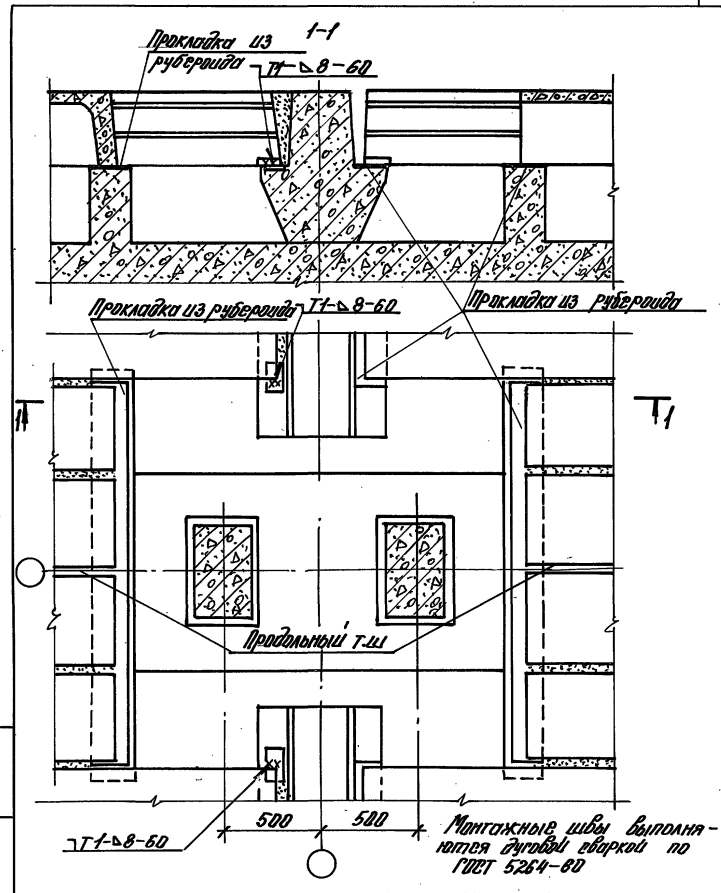 1-1
Прокладка из
рубероида
Т1-⊿8-60
Прокладка из рубероида
Т1-⊿8-60
Прокладка из рубероида
1
1
Продольный т.ш
500
500
Т1-⊿8-60
Монтажные швы выполня-
ются дуговой сваркой по
ГОСТ 5264-80